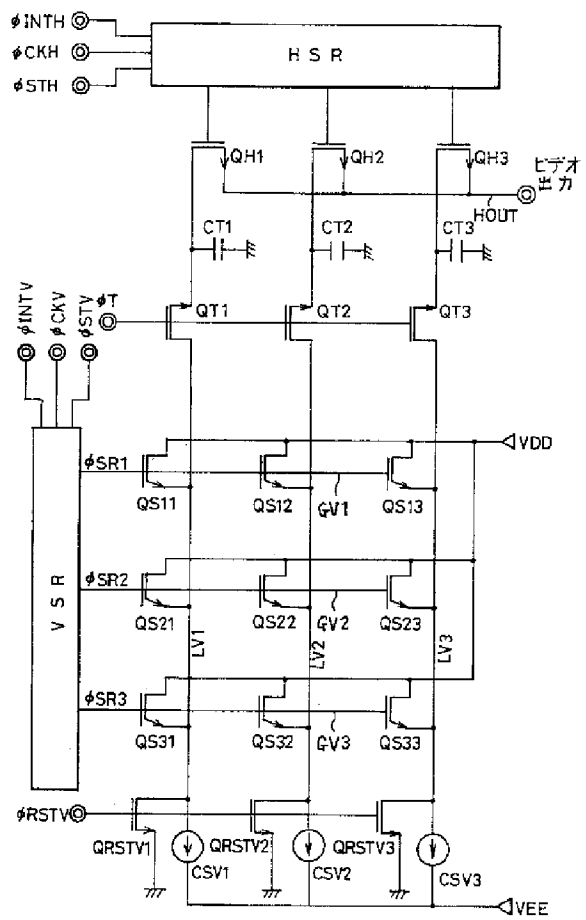 φINTH
φCKH
φSTH
HSR
QH1
QH2
QH3
ビデオ
出力
HOUT
CT1
CT2
CT3
φINTV
φCKV
φSTV
φT
QT1
QT2
QT3
VDD
φSR1
QS11
QS12
GV1
QS13
VSR
φSR2
QS21
QS22
GV2
QS23
LV1
LV2
LV3
φSR3
QS31
QS32
GV3
QS33
φRSTV
QRSTV1
QRSTV2
QRSTV3
CSV1
CSV2
CSV3
VEE